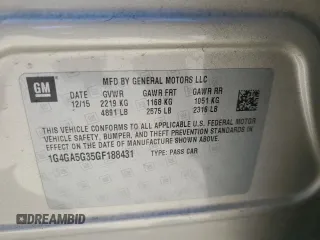 GM
MFD BY GENERAL MOTORS LLC
DATE GVWR GAWR FRT GAWR RR
12/15 2219 KG 1168 KG 1051 KG
4891 LB 2575 LB 2316 LB
THIS VEHICLE CONFORMS TO ALL APPLICABLE U.S. FEDERAL MOTOR
VEHICLE SAFETY, BUMPER, AND THEFT PREVENTION STANDARDS IN
EFFECT ON THE DATE OF MANUFACTURE SHOWN ABOVE.
1G4GA5G35GF188431 TYPE: PASS CAR
DREAMBID